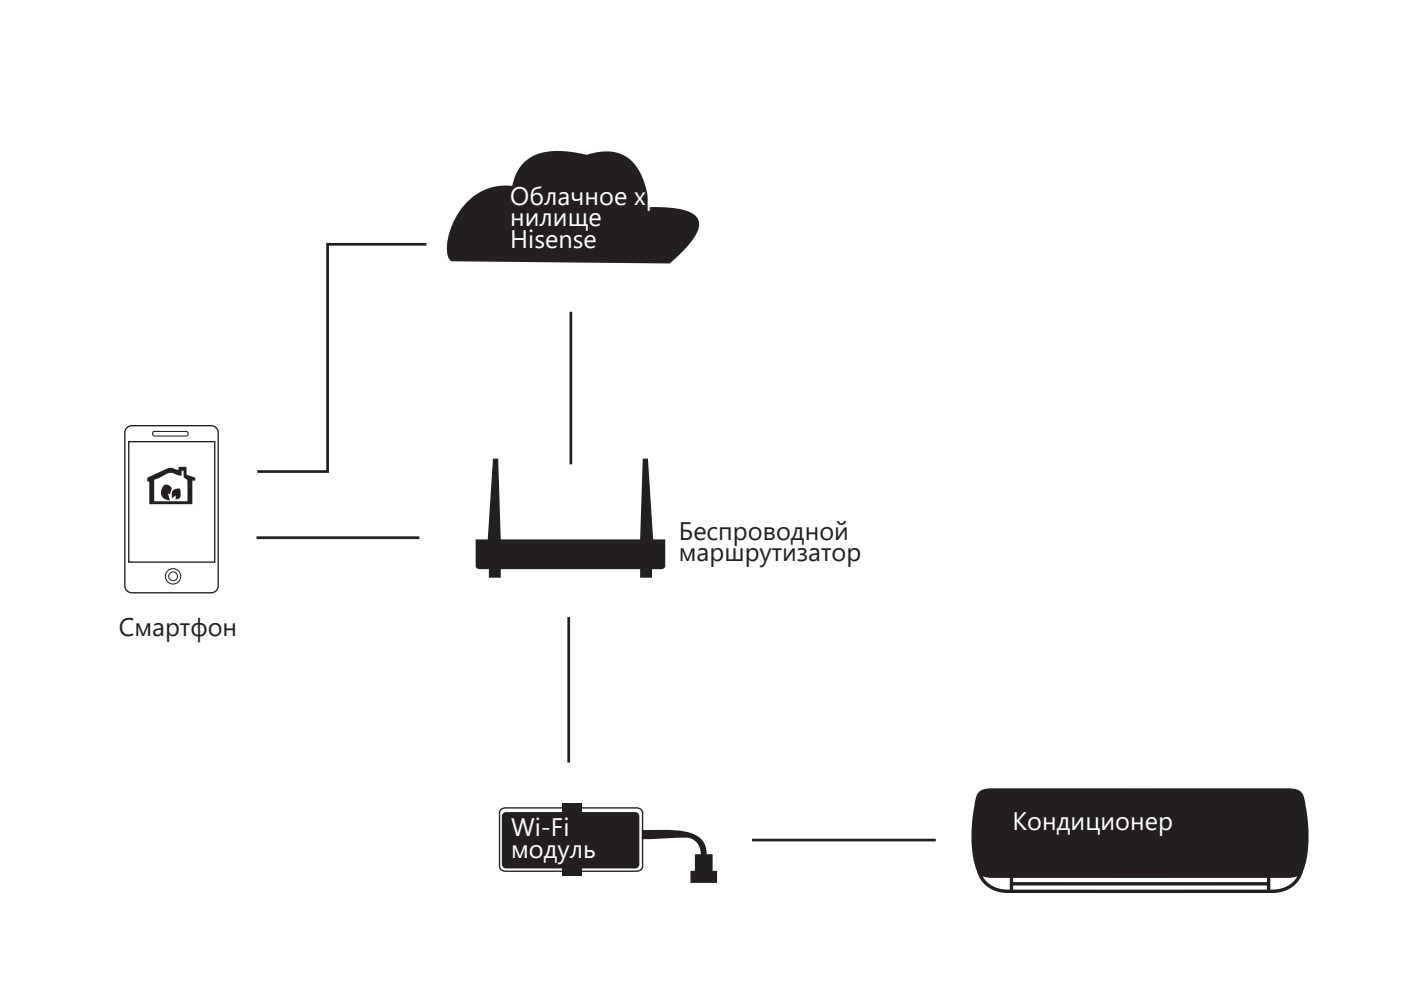 Облачное х
нилище
Hisense
Беспроводной
маршрутизатор
Смартфон
Wi-Fi
модуль
Кондиционер